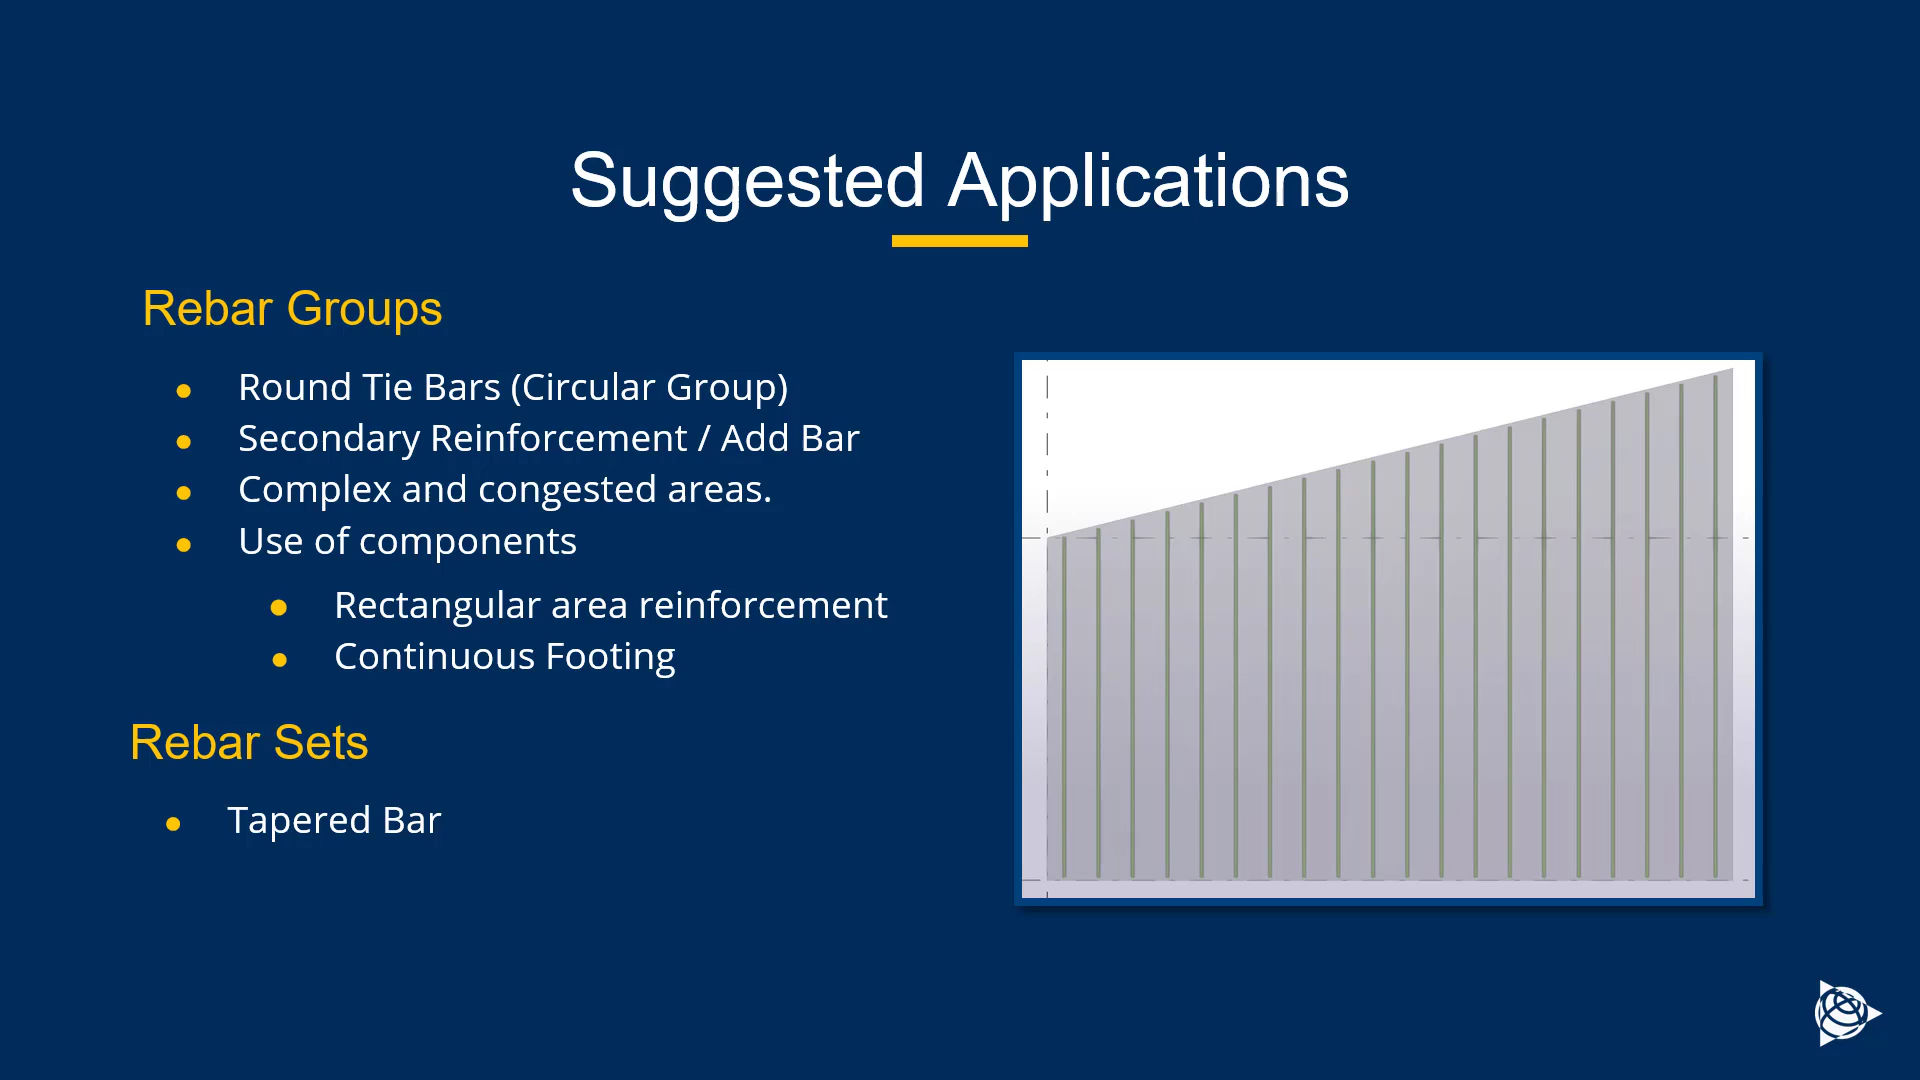 Suggested Applications
Rebar Groups
Round Tie Bars (Circular Group)
Secondary Reinforcement / Add Bar
Complex and congested areas.
Use of components
Rectangular area reinforcement
Continuous Footing
Rebar Sets
Tapered Bar